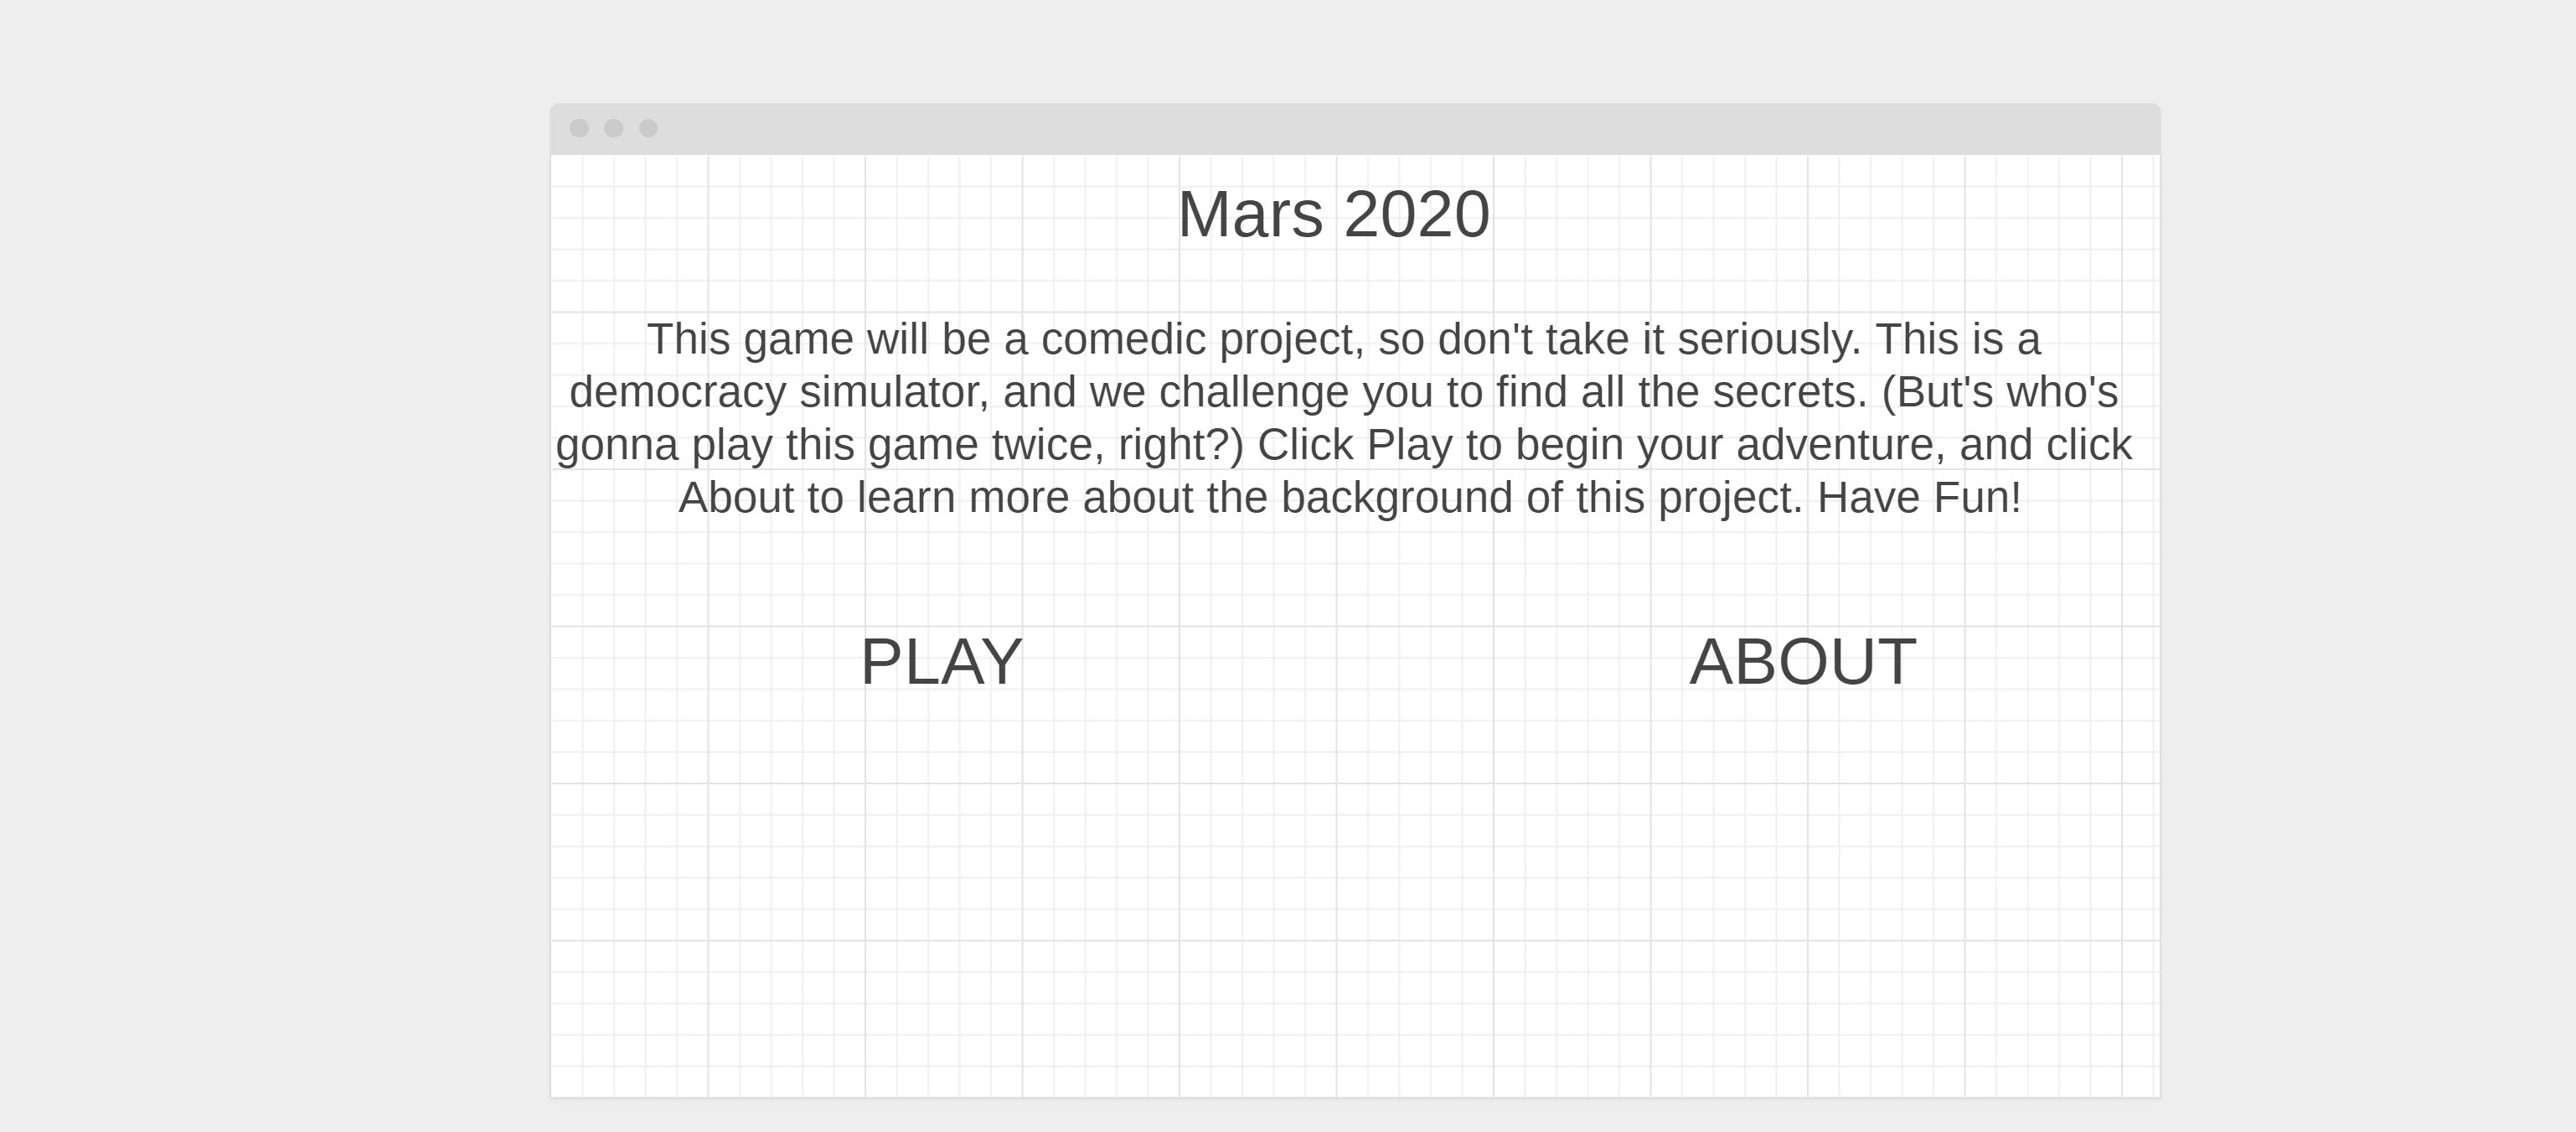 Mars 2020
This game will be a comedic project, so don't take it seriously. This is a
democracy simulator, and we challenge you to find all the secrets. (But's who's
gonna play this game twice, right?) Click Play to begin your adventure, and click
About to learn more about the background of this project. Have Fun!
PLAY
ABOUT